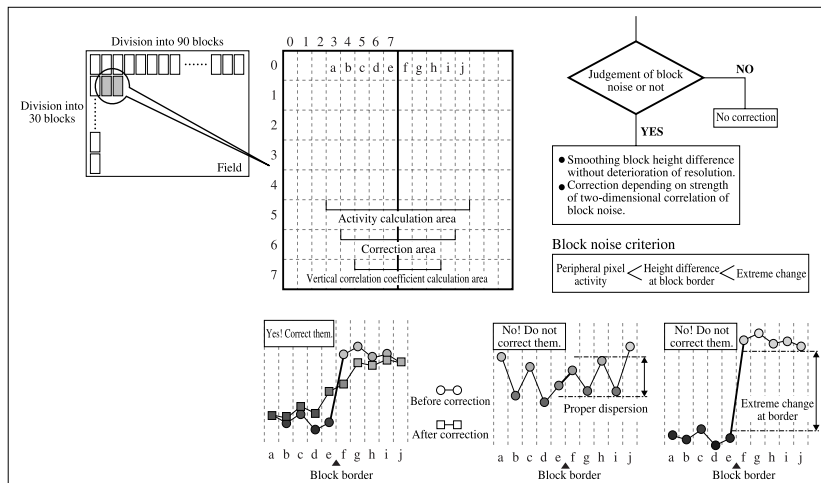 Division into 90 blocks
Division into
30 blocks
Field
0 1 2 3 4 5 6 7
0
1
1
2
3
4
5
6
7
a b c d e f g h i j
Activity calculation area
Correction area
Vertical correlation coefficient calculation area
Judgement of block
noise or not
NO
No correction
YES
● Smoothing block height difference
without deterioration of resolution.
● Correction depending on strength
of two-dimensional correlation of
block noise.
Block noise criterion
Peripheral pixel
activity
<
Height difference
at block border
<
Extreme change
Yes! Correct them.
a b c d e f g h i j
Block border
Before correction
After correction
No! Do not
correct them.
Proper dispersion
a b c d e f g h i j
Block border
No! Do not
correct them.
Extreme change
at border
a b c d e f g h i j
Block border